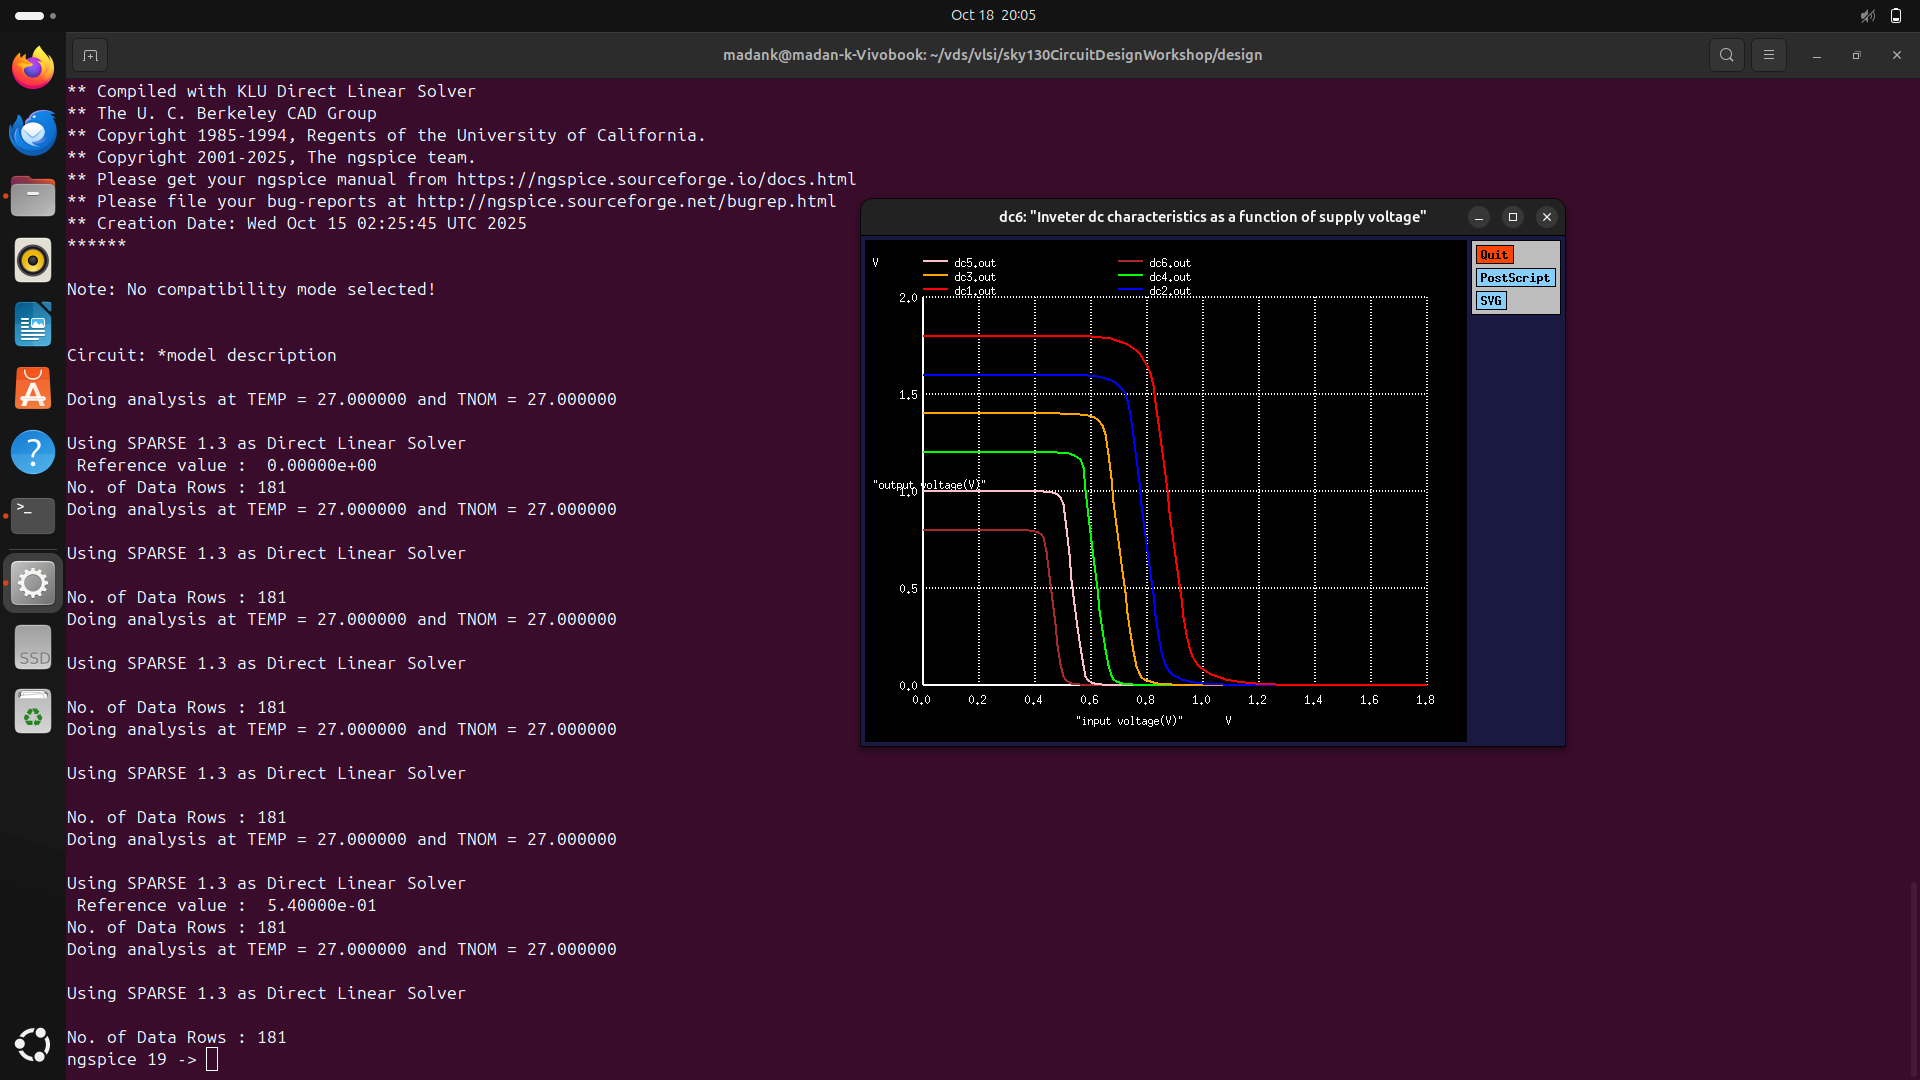 Oct 18 20:05
madank@madan-k-Vivobook: ~/vds/vlsi/sky130CircuitDesignWorkshop/design
** Compiled with KLU Direct Linear Solver
** The U. C. Berkeley CAD Group
** Copyright 1985-1994, Regents of the University of California.
** Copyright 2001-2025, The ngspice team.
** Please get your ngspice manual from https://ngspice.sourceforge.io/docs.html
** Please file your bug-reports at http://ngspice.sourceforge.net/bugrep.html
** Creation Date: Wed Oct 15 02:25:45 UTC 2025
******
Note: No compatibility mode selected!
Circuit: *model description
Doing analysis at TEMP = 27.000000 and TNOM = 27.000000
Using SPARSE 1.3 as Direct Linear Solver
Reference value : 0.00000e+00
No. of Data Rows : 181
Doing analysis at TEMP = 27.000000 and TNOM = 27.000000
Using SPARSE 1.3 as Direct Linear Solver
No. of Data Rows : 181
Doing analysis at TEMP = 27.000000 and TNOM = 27.000000
Using SPARSE 1.3 as Direct Linear Solver
No. of Data Rows : 181
Doing analysis at TEMP = 27.000000 and TNOM = 27.000000
Using SPARSE 1.3 as Direct Linear Solver
No. of Data Rows : 181
Doing analysis at TEMP = 27.000000 and TNOM = 27.000000
Using SPARSE 1.3 as Direct Linear Solver
Reference value : 5.40000e-01
No. of Data Rows : 181
Doing analysis at TEMP = 27.000000 and TNOM = 27.000000
Using SPARSE 1.3 as Direct Linear Solver
No. of Data Rows : 181
ngspice 19 ->
SSD
dc6: "Inveter dc characteristics as a function of supply voltage"
Quit
PostScript
SVG
V
dc5.out dc6.out
dc3.out dc4.out
dc1.out dc2.out
2.0
1.5
"output voltage(V)"
1.0
0.5
0.0
0.0 0.2 0.4 0.6 0.8 1.0 1.2 1.4 1.6 1.8
"input voltage(V)" V